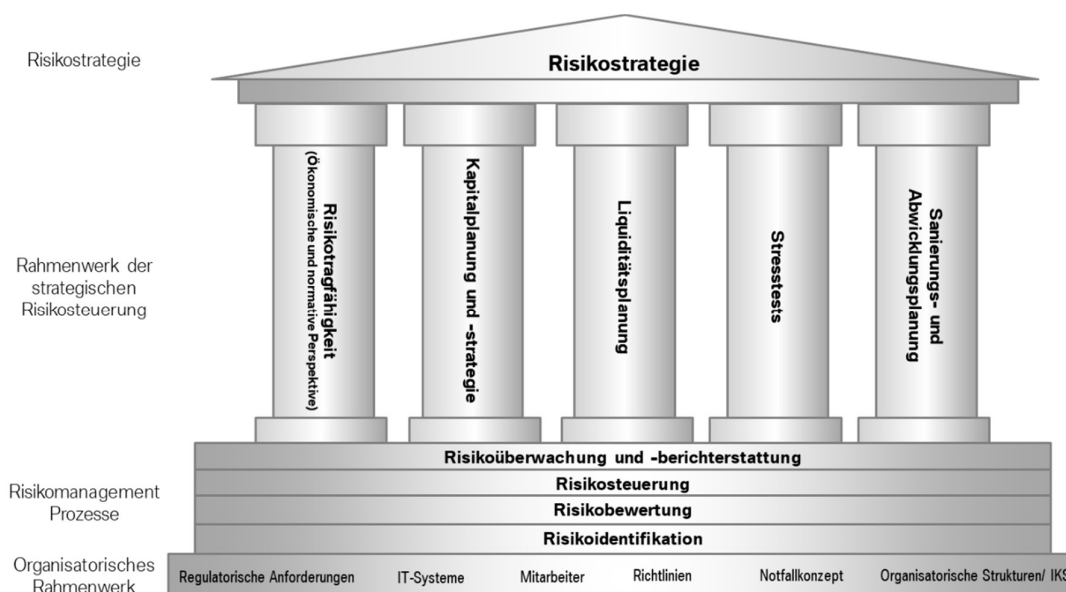 Risikostrategie
Risikostrategie
Rahmenwerk der
strategischen
Risikosteuerung
Risikotragfähigkeit
(Ökonomische und normative Perspektive)
Kapitalplanung und -strategie
Liquiditätsplanung
Stresstests
Sanierungs- und
Abwicklungsplanung
Risikomanagement
Prozesse
Risikoüberwachung und -berichterstattung
Risikosteuerung
Risikobewertung
Risikoidentifikation
Organisatorisches
Rahmenwerk
Regulatorische Anforderungen IT-Systeme Mitarbeiter Richtlinien Notfallkonzept Organisatorische Strukturen/ IKS